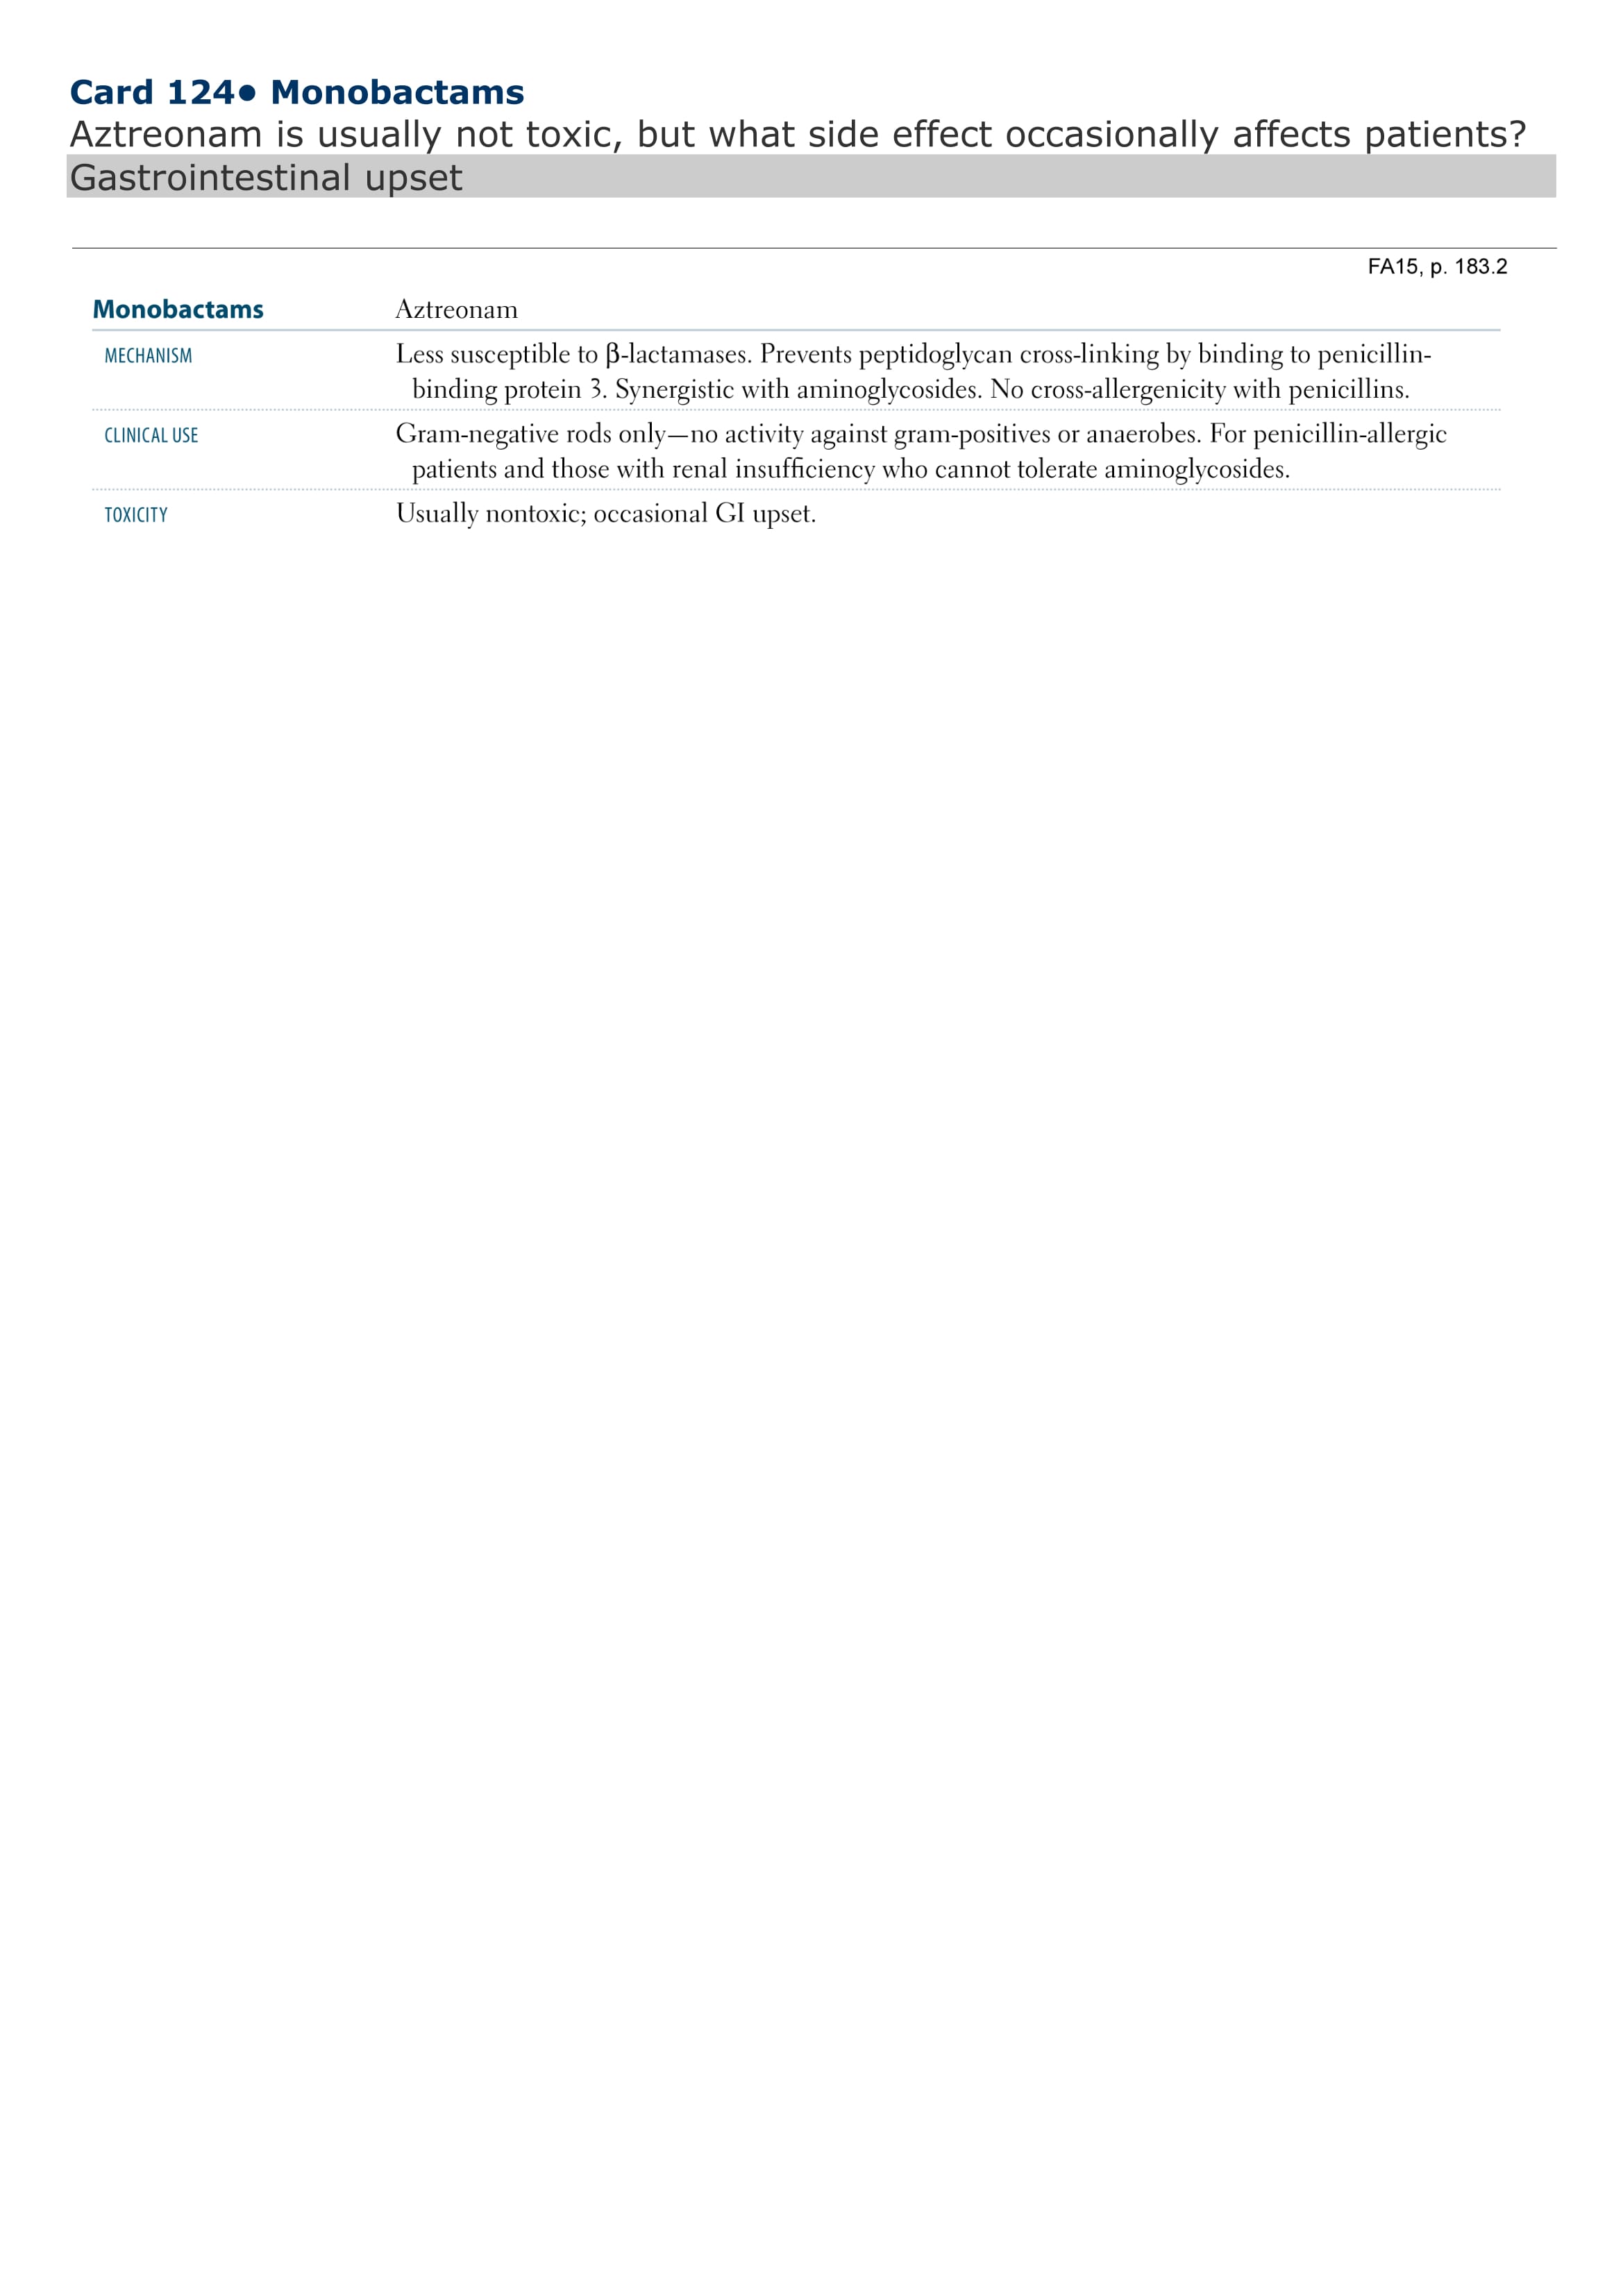 Card 124● Monobactams
Aztreonam is usually not toxic, but what side effect occasionally affects patients?
Gastrointestinal upset
FA15, p. 183.2
Monobactams Aztreonam
MECHANISM Less susceptible to β-lactamases. Prevents peptidoglycan cross-linking by binding to penicillin-
binding protein 3. Synergistic with aminoglycosides. No cross-allergenicity with penicillins.
CLINICAL USE Gram-negative rods only—no activity against gram-positives or anaerobes. For penicillin-allergic
patients and those with renal insufficiency who cannot tolerate aminoglycosides.
TOXICITY Usually nontoxic; occasional GI upset.